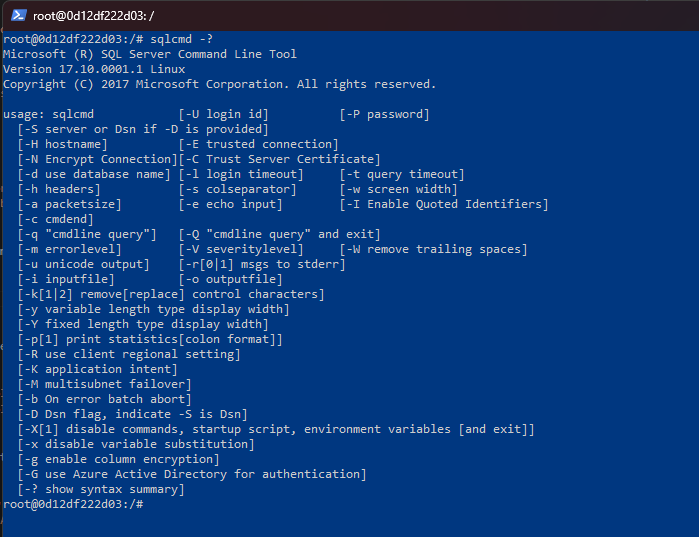 root@0d12df222d03: /
root@0d12df222d03:/# sqlcmd -?
Microsoft (R) SQL Server Command Line Tool
Version 17.10.0001.1 Linux
Copyright (C) 2017 Microsoft Corporation. All rights reserved.

usage: sqlcmd            [-U login id]          [-P password]
  [-S server or Dsn if -D is provided]
  [-H hostname]          [-E trusted connection]
  [-N Encrypt Connection][-C Trust Server Certificate]
  [-d use database name] [-l login timeout]     [-t query timeout]
  [-h headers]           [-s colseparator]      [-w screen width]
  [-a packetsize]        [-e echo input]        [-I Enable Quoted Identifiers]
  [-c cmdend]
  [-q "cmdline query"]   [-Q "cmdline query" and exit]
  [-m errorlevel]        [-V severitylevel]     [-W remove trailing spaces]
  [-u unicode output]    [-r[0|1] msgs to stderr]
  [-i inputfile]         [-o outputfile]
  [-k[1|2] remove[replace] control characters]
  [-y variable length type display width]
  [-Y fixed length type display width]
  [-p[1] print statistics[colon format]]
  [-R use client regional setting]
  [-K application intent]
  [-M multisubnet failover]
  [-b On error batch abort]
  [-D Dsn flag, indicate -S is Dsn]
  [-X[1] disable commands, startup script, environment variables [and exit]]
  [-x disable variable substitution]
  [-g enable column encryption]
  [-G use Azure Active Directory for authentication]
  [-? show syntax summary]
root@0d12df222d03:/#